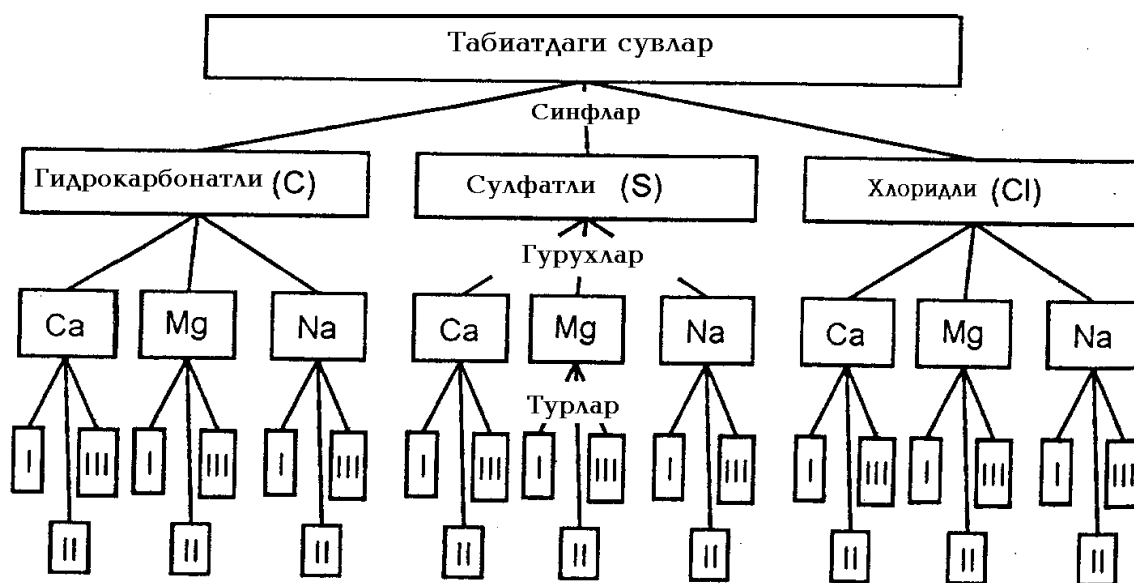 Табиатдаги сувлар
Синфлар
Гидрокарбонатли (C)
Сулфатли (S)
Хлоридли (Cl)
Гурухлар
Ca Mg Na Ca Mg Na Ca Mg Na
Турлар
I III I III I III I III I III I III I III I III I III
II II II II II II II II II